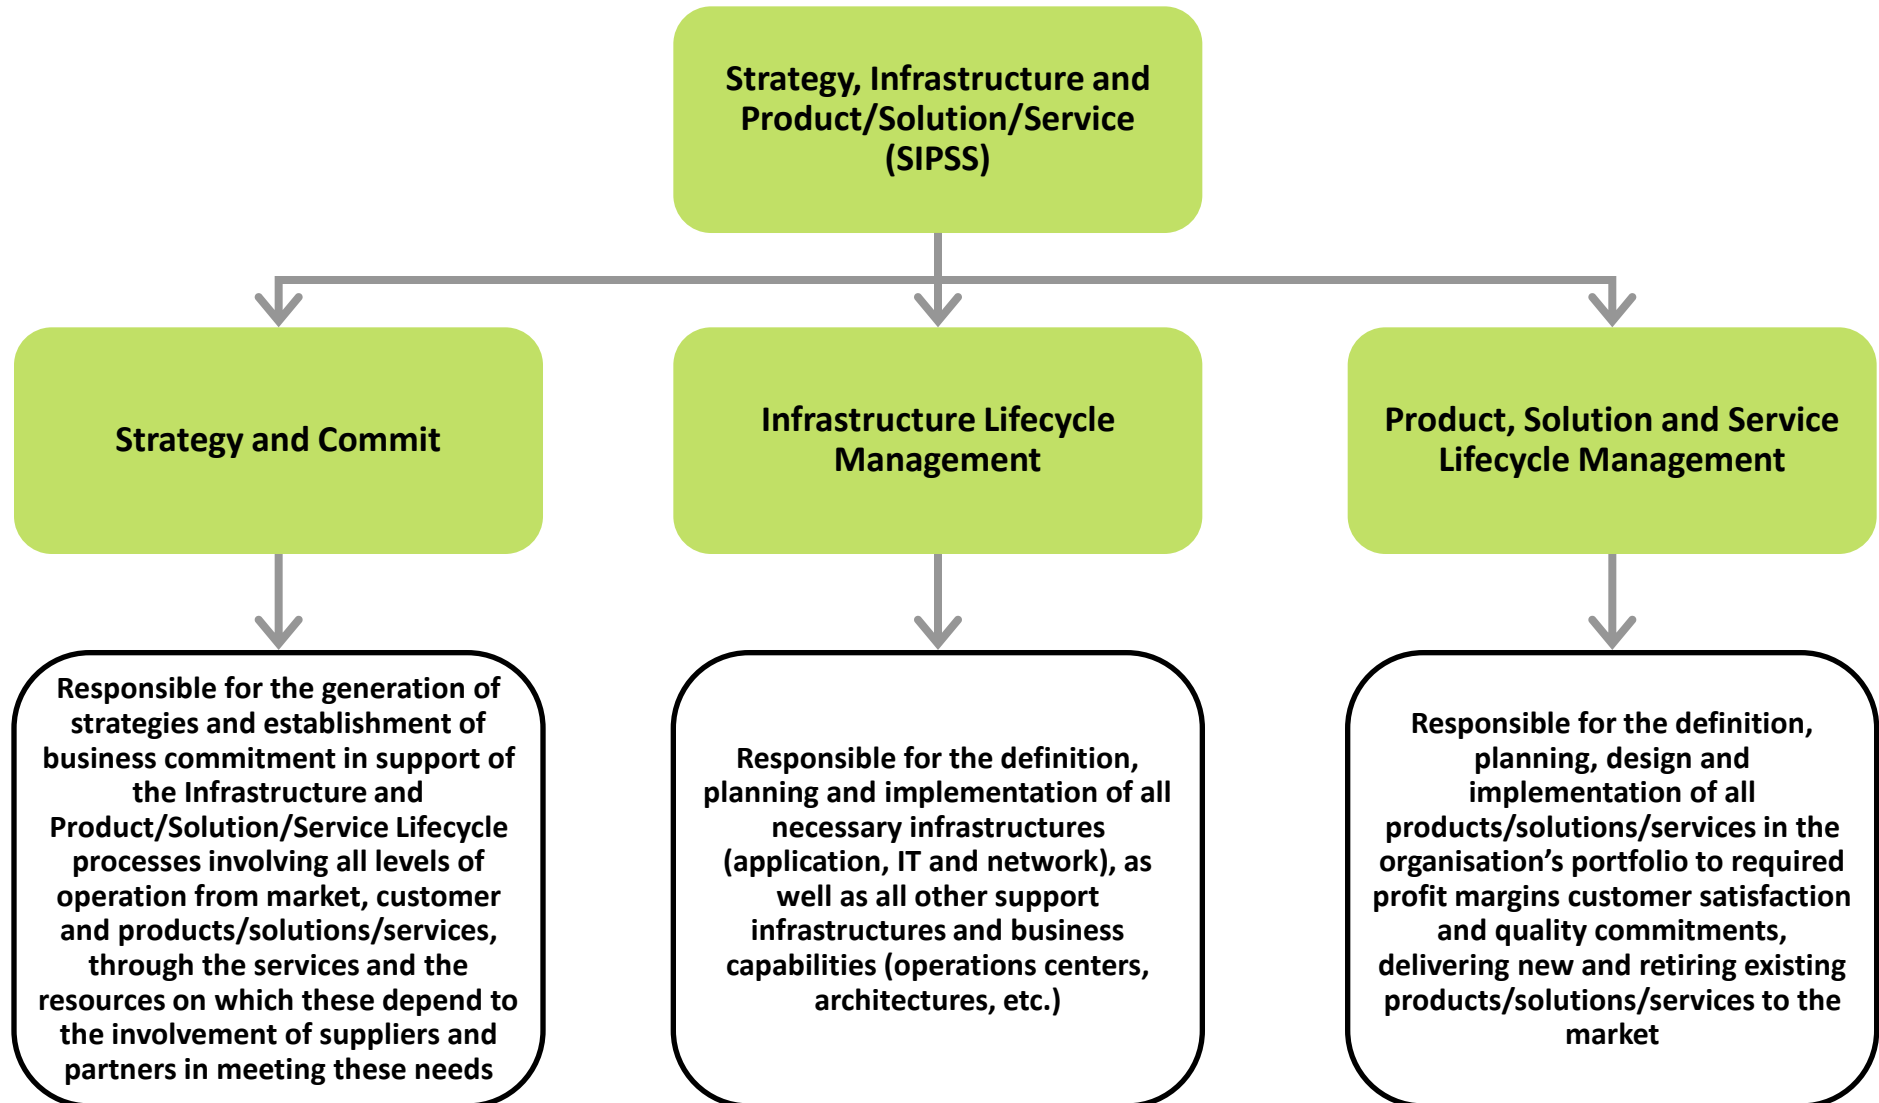 Strategy, Infrastructure and
Product/Solution/Service
(SIPSS)
Strategy and Commit
Infrastructure Lifecycle
Management
Product, Solution and Service
Lifecycle Management
Responsible for the generation of
strategies and establishment of
business commitment in support of
the Infrastructure and
Product/Solution/Service Lifecycle
processes involving all levels of
operation from market, customer
and products/solutions/services,
through the services and the
resources on which these depend to
the involvement of suppliers and
partners in meeting these needs
Responsible for the definition,
planning and implementation of all
necessary infrastructures
(application, IT and network), as
well as all other support
infrastructures and business
capabilities (operations centers,
architectures, etc.)
Responsible for the definition,
planning, design and
implementation of all
products/solutions/services in the
organisation’s portfolio to required
profit margins customer satisfaction
and quality commitments,
delivering new and retiring existing
products/solutions/services to the
market